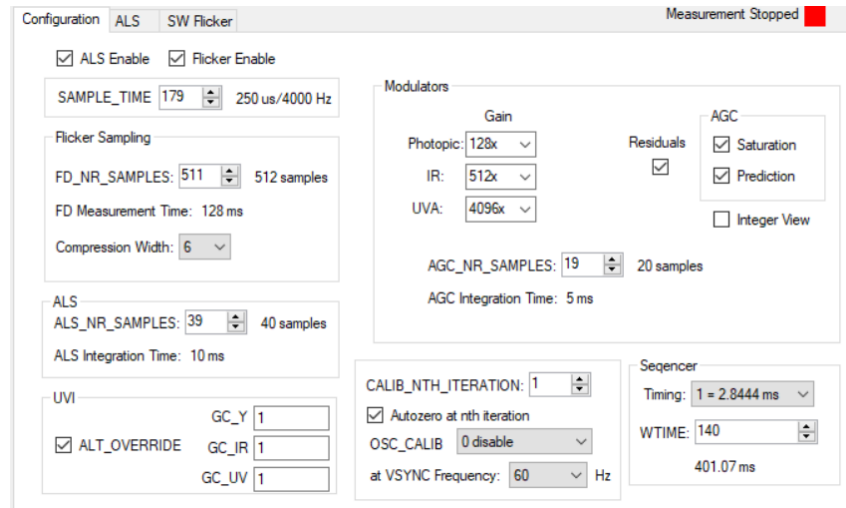 Configuration ALS SW Flicker
Measurement Stopped
ALS Enable Flicker Enable
SAMPLE_TIME 179 250 us/4000 Hz
Flicker Sampling
FD_NR_SAMPLES: 511 512 samples
FD Measurement Time: 128 ms
Compression Width: 6
ALS
ALS_NR_SAMPLES: 39 40 samples
ALS Integration Time: 10 ms
UVI
GC_Y 1
ALT_OVERRIDE GC_IR 1
GC_UV 1
Modulators
Gain
Photopic: 128x
IR: 512x
UVA: 4096x
Residuals
AGC
Saturation
Prediction
Integer View
AGC_NR_SAMPLES: 19 20 samples
AGC Integration Time: 5 ms
CALIB_NTH_ITERATION: 1
Autozero at nth iteration
OSC_CALIB 0 disable
at VSYNC Frequency: 60 Hz
Seqencer
Timing: 1 = 2.8444 ms
WTIME: 140
401.07 ms